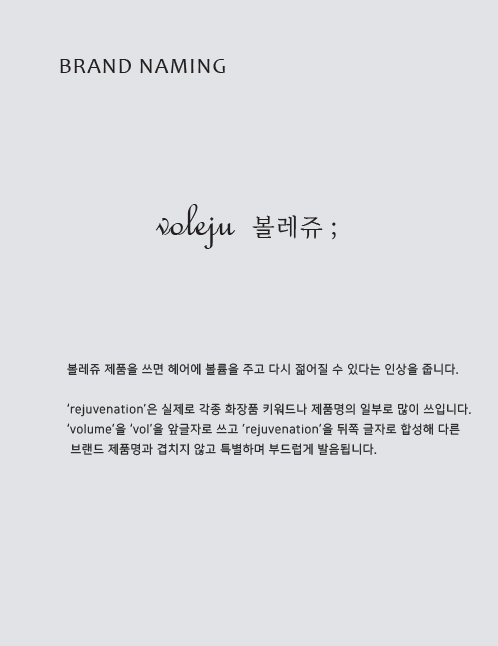 BRAND NAMING
voleju 볼레쥬 ;
볼레쥬 제품을 쓰면 헤어에 볼륨을 주고 다시 젊어질 수 있다는 인상을 줍니다.
‘rejuvenation’은 실제로 각종 화장품 키워드나 제품명의 일부로 많이 쓰입니다.
‘volume’을 ‘vol’을 앞글자로 쓰고 ‘rejuvenation’을 뒤쪽 글자로 합성해 다른
브랜드 제품명과 겹치지 않고 특별하며 부드럽게 발음됩니다.